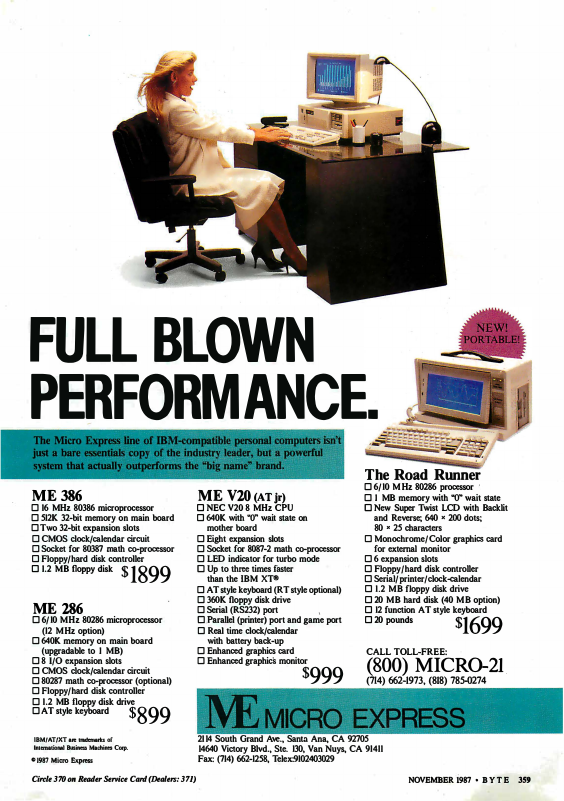 FULL BLOWN
PERFORMANCE.
NEW!
PORTABLE!
The Micro Express line of IBM-compatible personal computers isn't
just a bare essentials copy of the industry leader, but a powerful
system that actually outperforms the "big name" brand.
ME 386
□ 16 MHz 80386 microprocessor
□ 512K 32-bit memory on main board
□ Two 32-bit expansion slots
□ CMOS clock/calendar circuit
□ Socket for 80387 math co-processor
□ Floppy/hard disk controller
□ 1.2 MB floppy disk $1899
ME 286
□ 6/10 MHz 80286 microprocessor
(12 MHz option)
□ 640K memory on main board
(upgradable to 1 MB)
□ 8 I/O expansion slots
□ CMOS clock/calendar circuit
□ 80287 math co-processor (optional)
□ Floppy/hard disk controller
□ 1.2 MB floppy disk drive
□ AT style keyboard $899
IBM/AT/XT are trademarks of
International Business Machines Corp.
© 1987 Micro Express
ME V20 (AT jr)
□ NEC V20 8 MHz CPU
□ 640K with "0" wait state on
mother board
□ Eight expansion slots
□ Socket for 8087-2 math co-processor
□ LED indicator for turbo mode
□ Up to three times faster
than the IBM XT®
□ AT style keyboard (RT style optional)
□ 360K floppy disk drive
□ Serial (RS232) port
□ Parallel (printer) port and game port
□ Real time clock/calendar
with battery back-up
□ Enhanced graphics card
□ Enhanced graphics monitor
$999
The Road Runner
□ 6/10 MHz 80286 processor
□ 1 MB memory with "0" wait state
□ New Super Twist LCD with Backlit
and Reverse; 640 × 200 dots;
80 × 25 characters
□ Monochrome/Color graphics card
for external monitor
□ 6 expansion slots
□ Floppy/hard disk controller
□ Serial/printer/clock-calendar
□ 1.2 MB floppy disk drive
□ 20 MB hard disk (40 MB option)
□ 12 function AT style keyboard
□ 20 pounds $1699
CALL TOLL-FREE:
(800) MICRO-21
(714) 662-1973, (818) 785-0274
ME MICRO EXPRESS
2114 South Grand Ave., Santa Ana, CA 92705
14640 Victory Blvd., Ste. 130, Van Nuys, CA 91411
Fax: (714) 662-1258, Telex:9102403029
Circle 370 on Reader Service Card (Dealers: 371)
NOVEMBER 1987 • BYTE 359